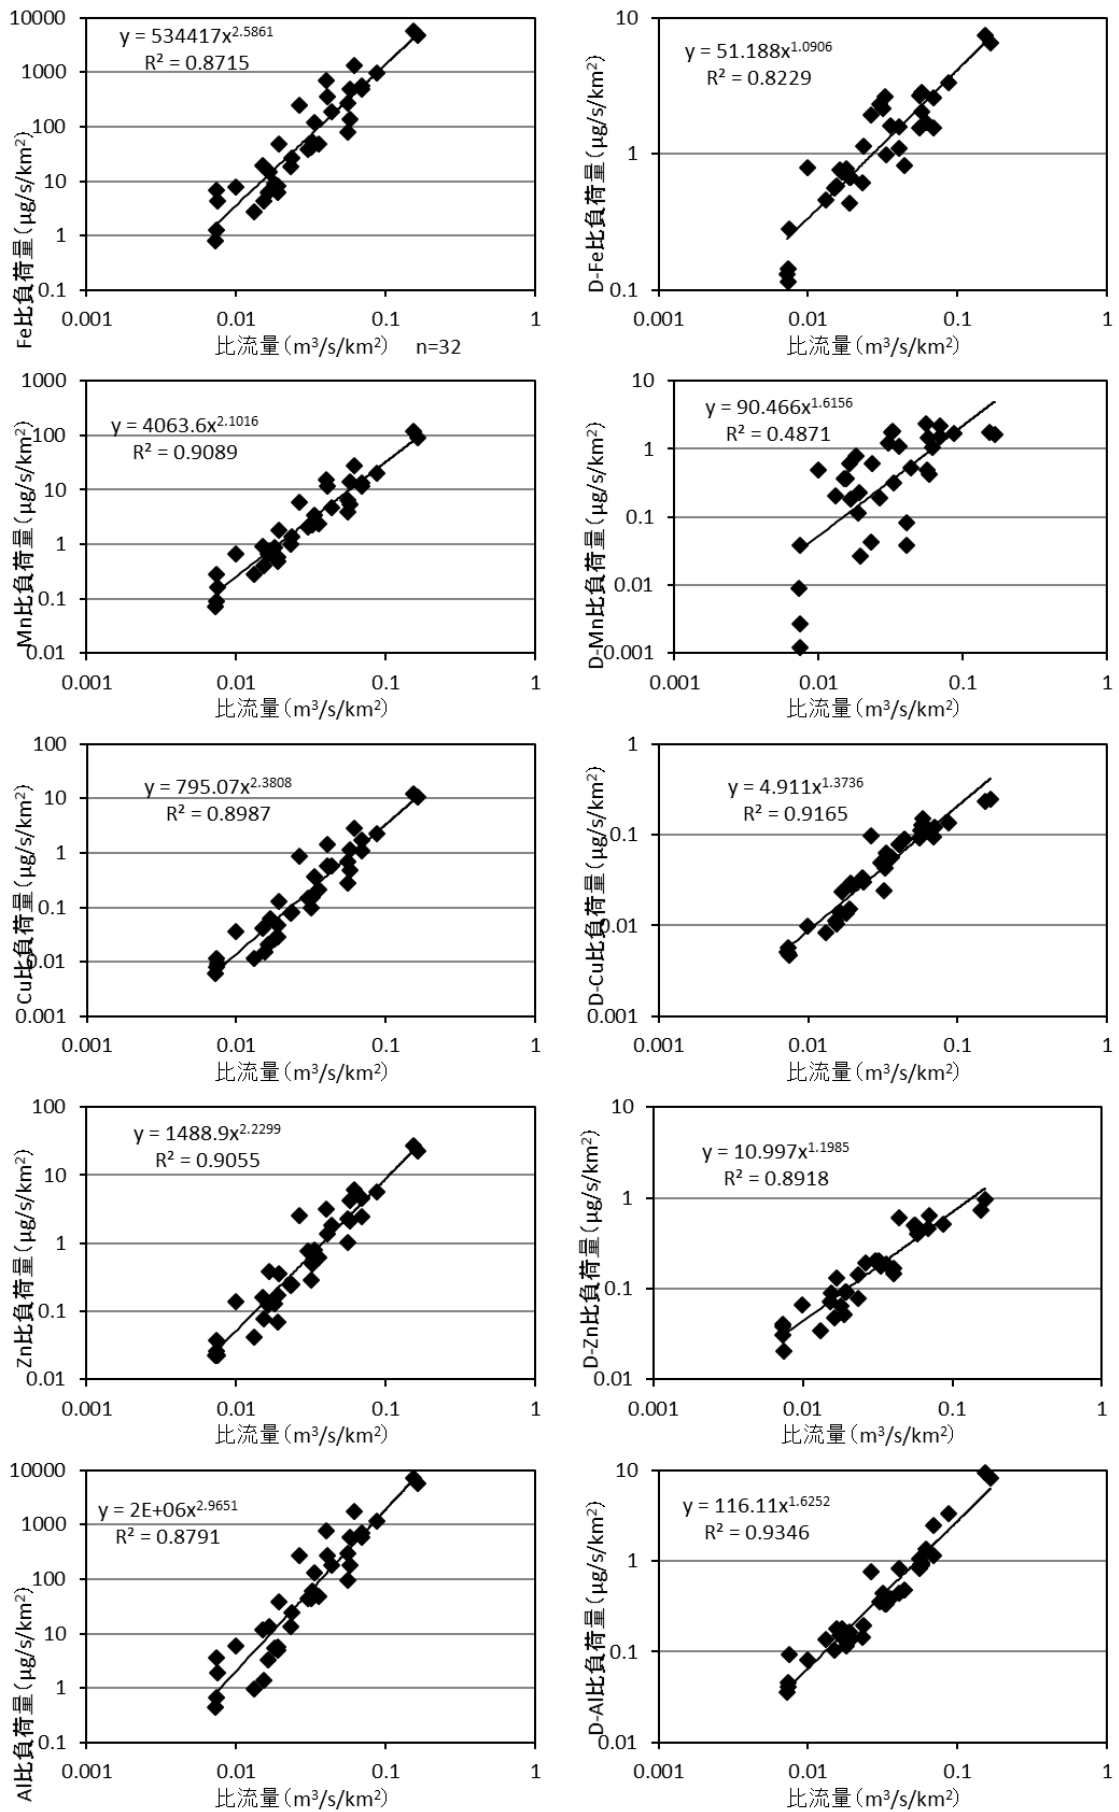 Fe比負荷量(μg/s/km²)
10000
1000
100
10
1
0.1
y = 534417x^2.5861
R² = 0.8715
0.001
0.01
0.1
1
比流量(m³/s/km²)
n=32
D-Fe比負荷量(μg/s/km²)
10
1
0.1
y = 51.188x^1.0906
R² = 0.8229
0.001
0.01
0.1
1
比流量(m³/s/km²)
Mn比負荷量(μg/s/km²)
1000
100
10
1
0.1
0.01
y = 4063.6x^2.1016
R² = 0.9089
0.001
0.01
0.1
1
比流量(m³/s/km²)
D-Mn比負荷量(μg/s/km²)
10
1
0.1
0.01
0.001
y = 90.466x^1.6156
R² = 0.4871
0.001
0.01
0.1
1
比流量(m³/s/km²)
Cu比負荷量(μg/s/km²)
100
10
1
0.1
0.01
0.001
y = 795.07x^2.3808
R² = 0.8987
0.001
0.01
0.1
1
比流量(m³/s/km²)
D-Cu比負荷量(μg/s/km²)
1
0.1
0.01
0.001
y = 4.911x^1.3736
R² = 0.9165
0.001
0.01
0.1
1
比流量(m³/s/km²)
Zn比負荷量(μg/s/km²)
100
10
1
0.1
0.01
y = 1488.9x^2.2299
R² = 0.9055
0.001
0.01
0.1
1
比流量(m³/s/km²)
D-Zn比負荷量(μg/s/km²)
10
1
0.1
0.01
y = 10.997x^1.1985
R² = 0.8918
0.001
0.01
0.1
1
比流量(m³/s/km²)
Al比負荷量(μg/s/km²)
10000
1000
100
10
1
0.1
y = 2E+06x^2.9651
R² = 0.8791
0.001
0.01
0.1
1
比流量(m³/s/km²)
D-Al比負荷量(μg/s/km²)
10
1
0.1
0.01
y = 116.11x^1.6252
R² = 0.9346
0.001
0.01
0.1
1
比流量(m³/s/km²)